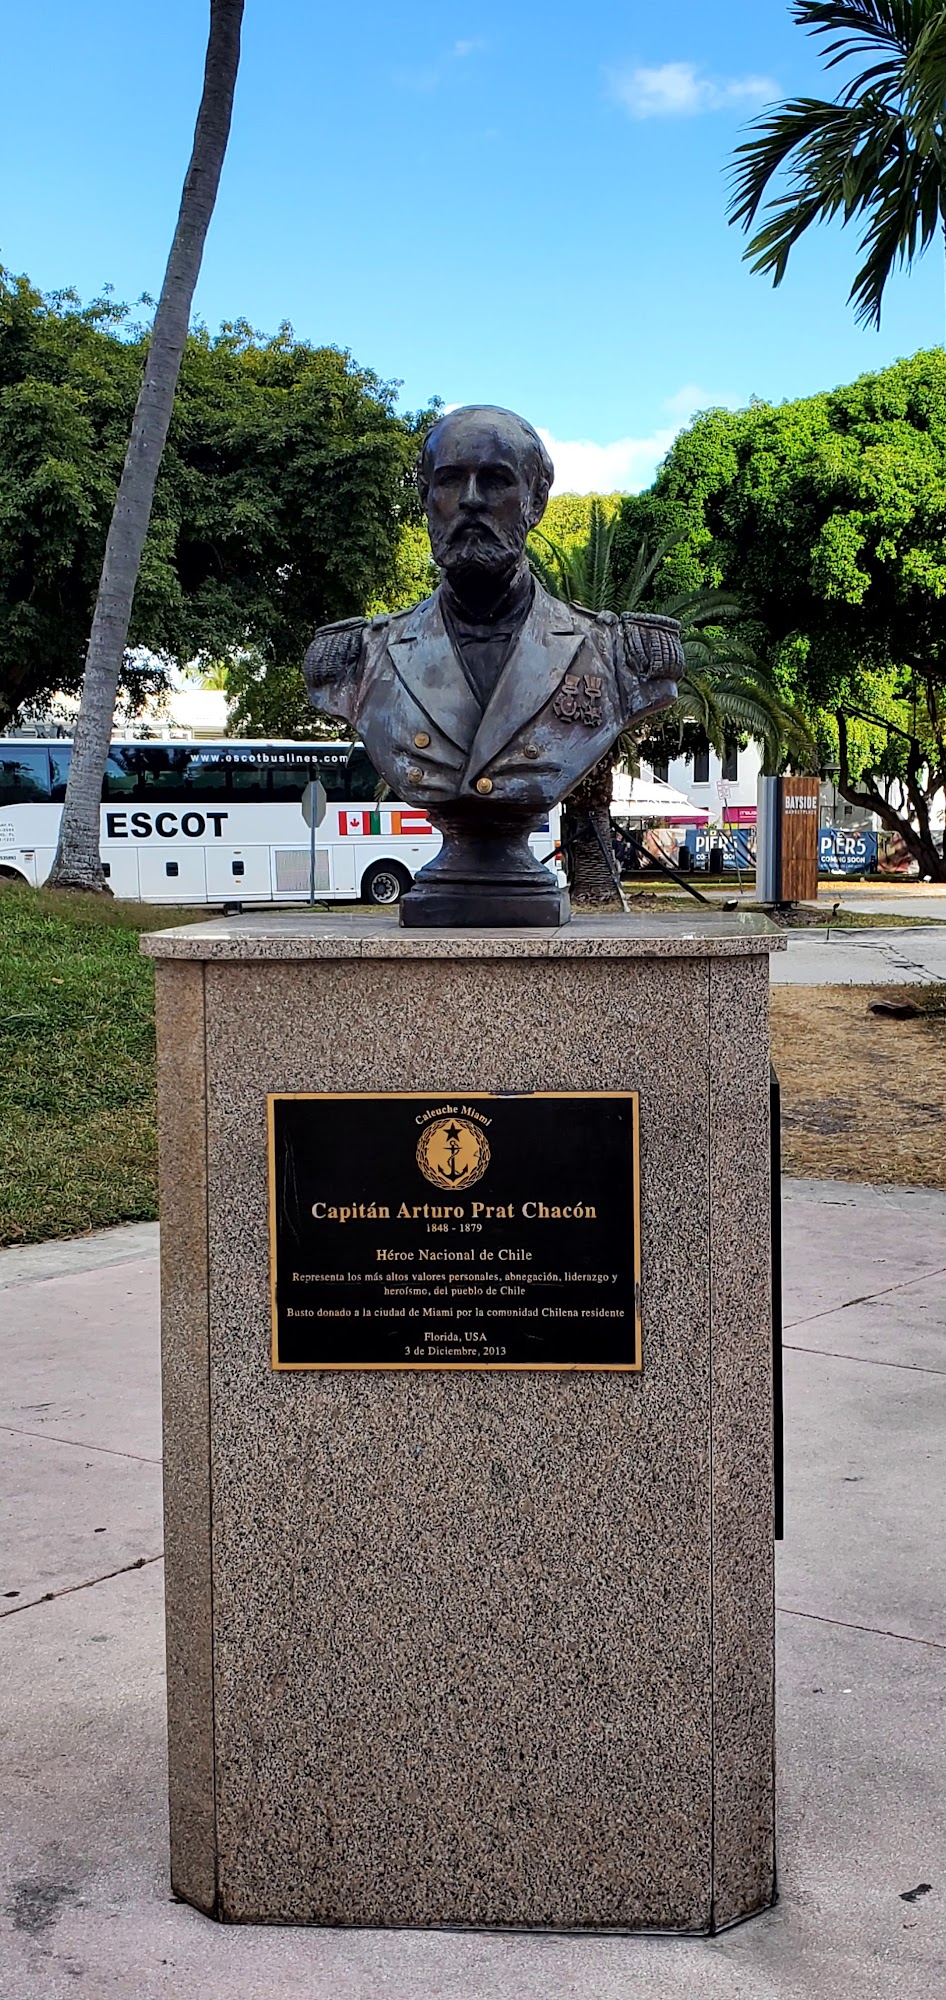 www.escotbuslines.com
ESCOT
BAYSIDE
MARKETPLACE
PIER5
COMING SOON
Caleuche Miami
Capitán Arturo Prat Chacón
1848 - 1879
Héroe Nacional de Chile
Representa los más altos valores personales, abnegación, liderazgo y
heroísmo, del pueblo de Chile
Busto donado a la ciudad de Miami por la comunidad Chilena residente
Florida, USA
3 de Diciembre, 2013